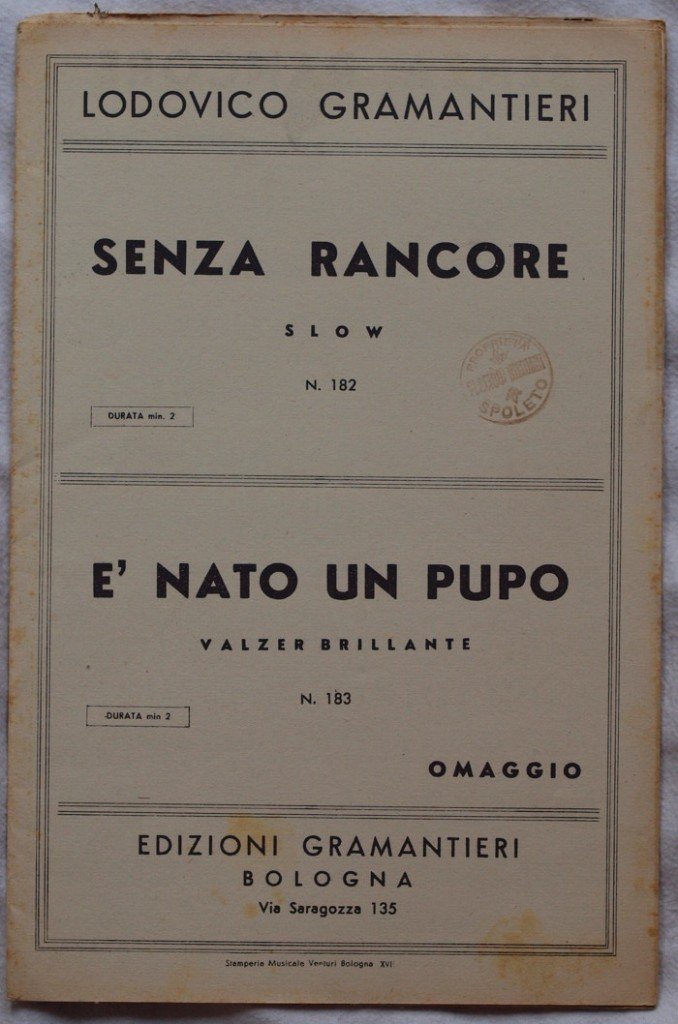 LODOVICO GRAMANTIERI
SENZA RANCORE
SLOW
N. 182
PROPRIETÀ
SPOLETO
DURATA min. 2
E' NATO UN PUPO
VALZER BRILLANTE
N. 183
DURATA min 2
OMAGGIO
EDIZIONI GRAMANTIERI
BOLOGNA
Via Saragozza 135
Stamperia Musicale Venturi Bologna XVI